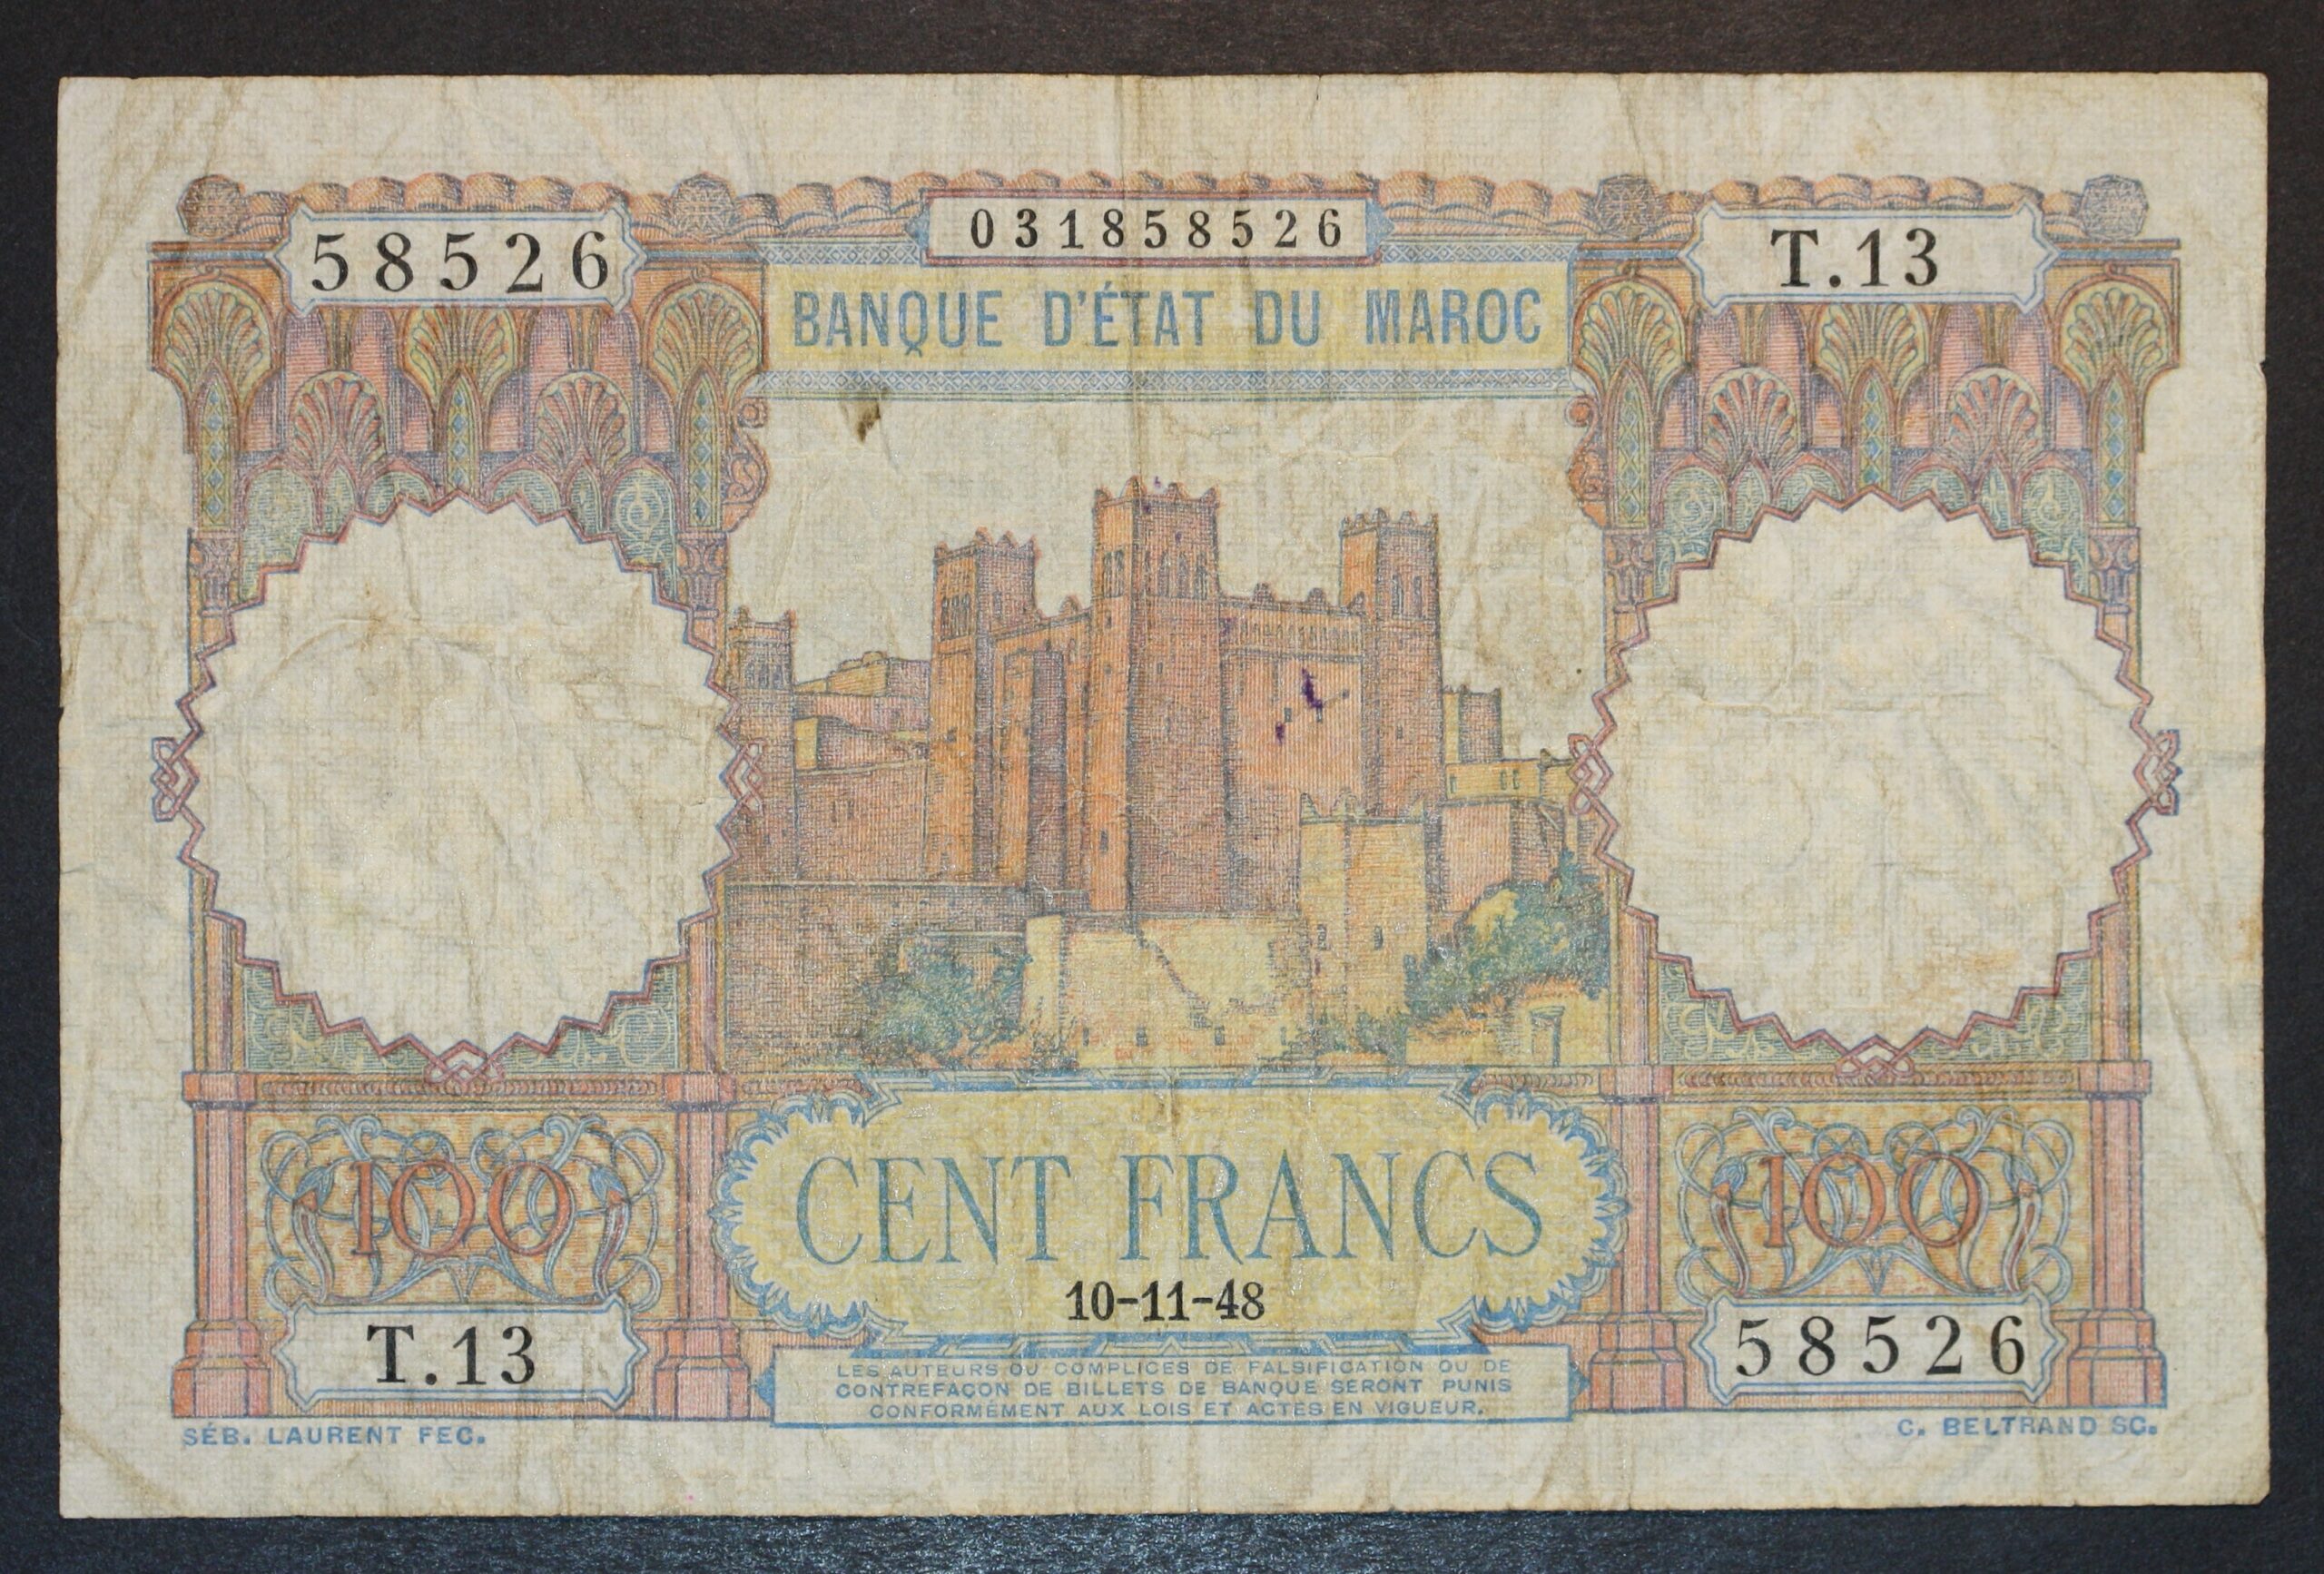 031858526
58526
T.13
BANQUE D'ÉTAT DU MAROC
100
CENT FRANCS
100
10-11-48
T.13
58526
LES AUTEURS OU COMPLICES DE FALSIFICATION OU DE
CONTREFAÇON DE BILLETS DE BANQUE SERONT PUNIS
CONFORMÉMENT AUX LOIS ET ACTES EN VIGUEUR.
SÉB. LAURENT FEC.
C. BELTRAND SC.